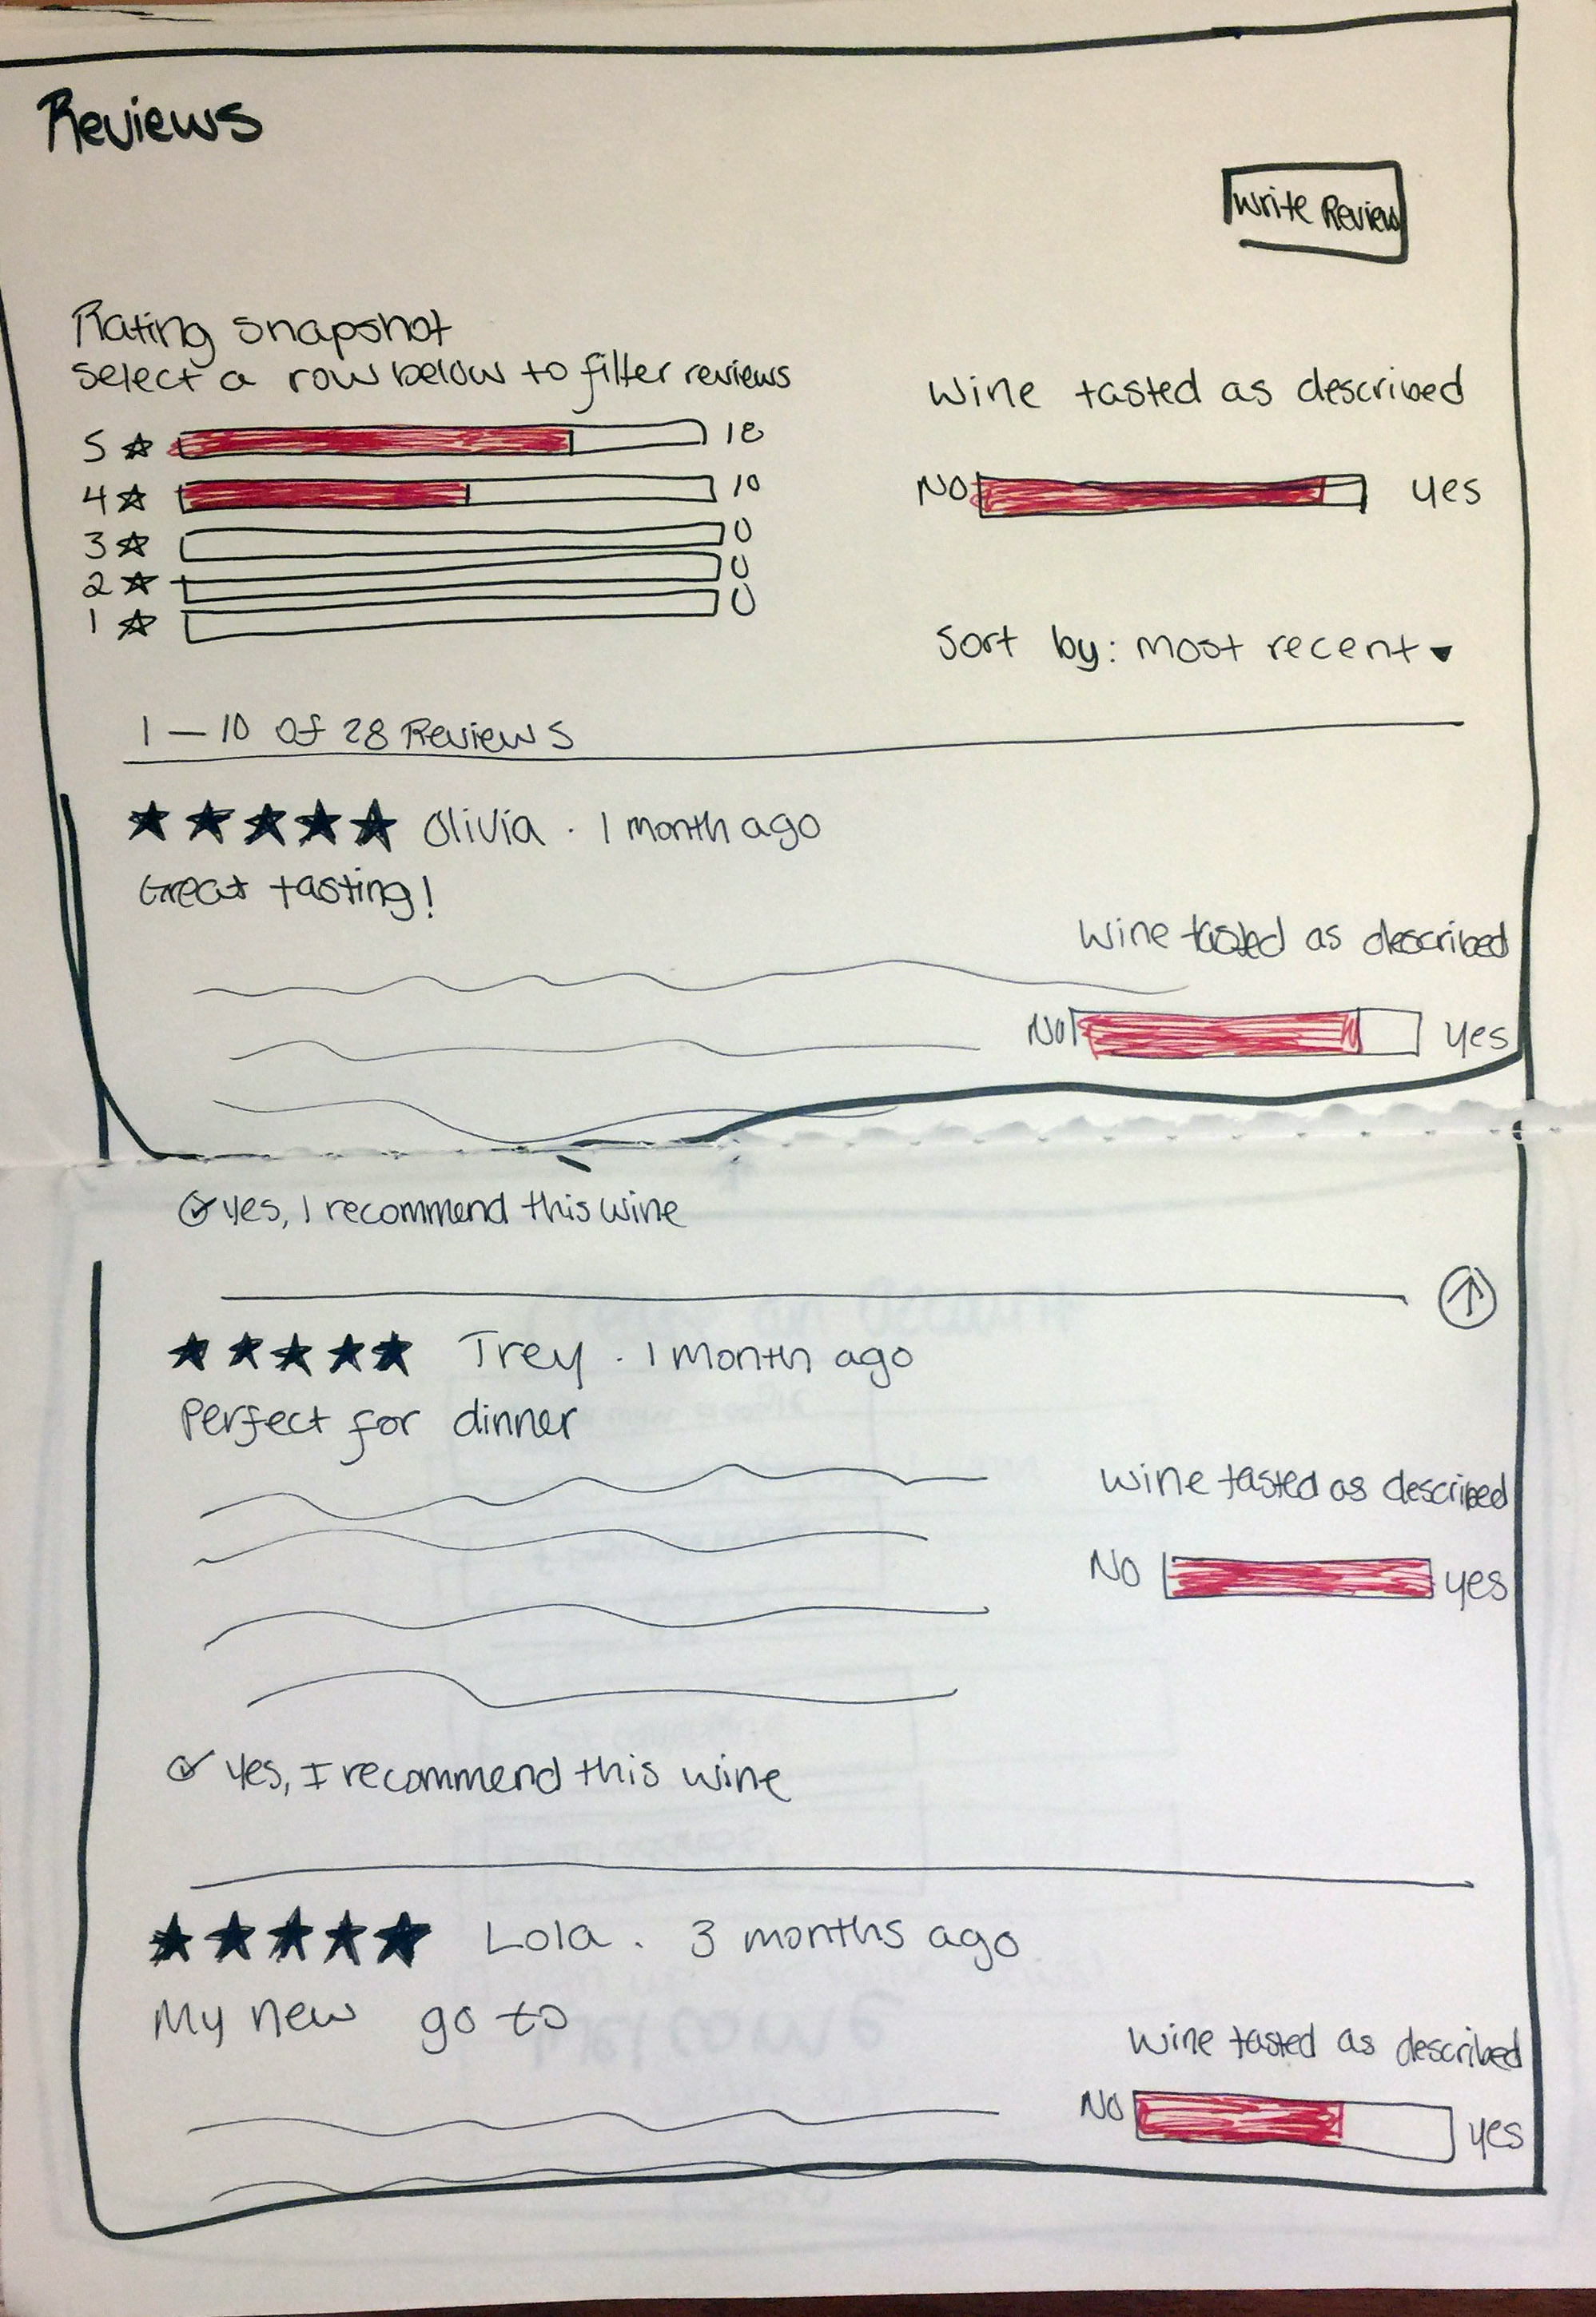 Reviews
Write Review
Rating snapshot
select a row below to filter reviews
Wine tasted as described
5 ★ 18
4 ★ 10
3 ★ 0
2 ★ 0
1 ★ 0
NO yes
Sort by: most recent ▾
1 — 10 of 28 Reviews
★★★★★ Olivia · 1 month ago
Great tasting!
Wine tasted as described
No yes
yes, I recommend this wine
★★★★★ Trey · 1 month ago
Perfect for dinner
Wine tasted as described
No yes
Yes, I recommend this wine
★★★★★ Lola · 3 months ago
My new go to
Wine tasted as described
No yes